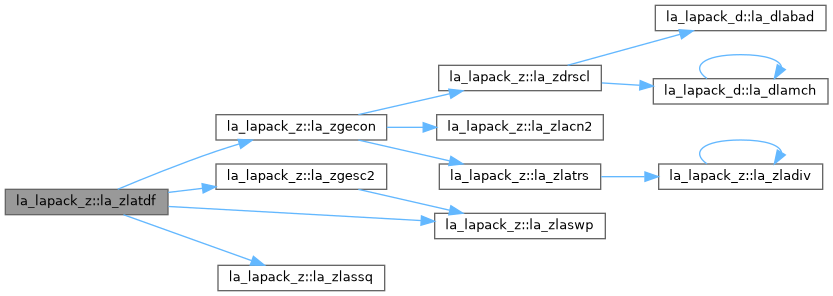 la_lapack_d::la_dlabad
la_lapack_z::la_zdrscl
la_lapack_d::la_dlamch
la_lapack_z::la_zgecon
la_lapack_z::la_zlacn2
la_lapack_z::la_zgesc2
la_lapack_z::la_zlatrs
la_lapack_z::la_zladiv
la_lapack_z::la_zlatdf
la_lapack_z::la_zlaswp
la_lapack_z::la_zlassq